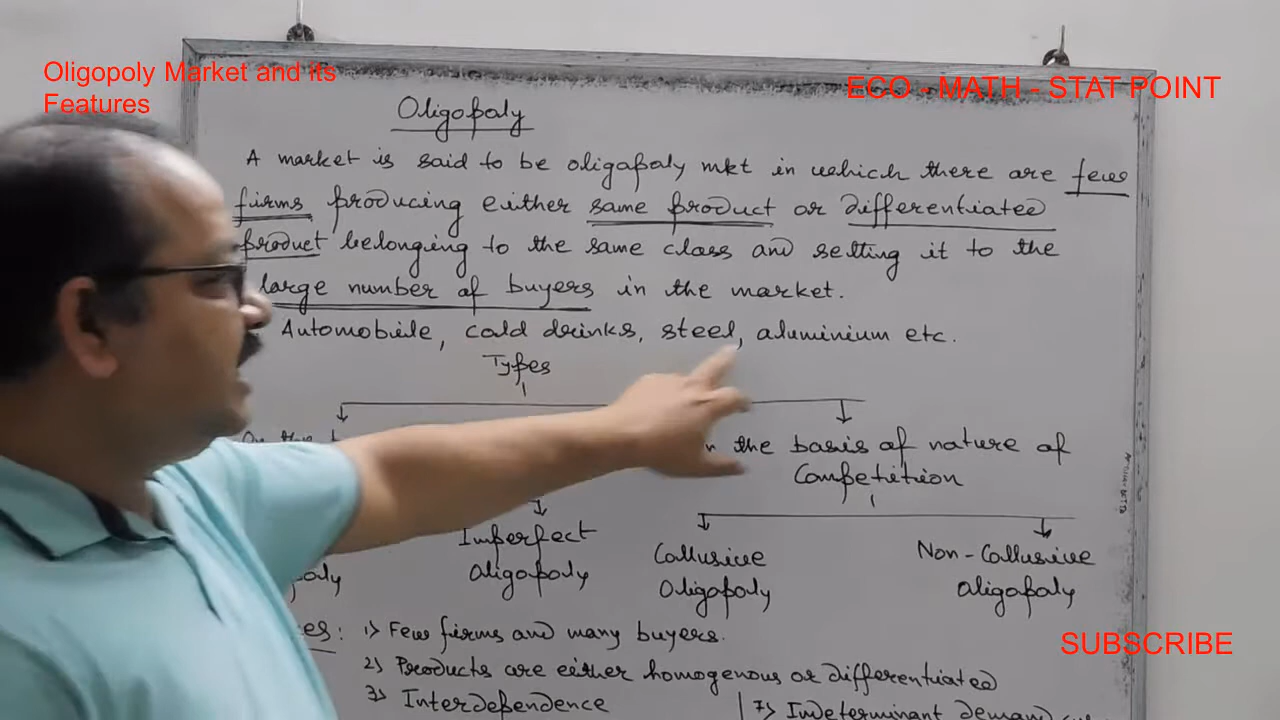 Oligopoly Market and its
Features
ECO - MATH - STAT POINT
Oligopoly
A market is said to be oligopoly mkt in which there are few
firms producing either same product or differentiated
product belonging to the same class and selling it to the
large number of buyers in the market.
Automobile, cold drinks, steel, aluminium etc.
Types
On the
the basis of nature of
Competition
Imperfect
Oligopoly
Collusive
Oligopoly
Non-Collusive
Oligopoly
SUBSCRIBE
1) Few firms and many buyers.
2) Products are either homogenous or differentiated
3) Interdependence
7) Indeterminant demand